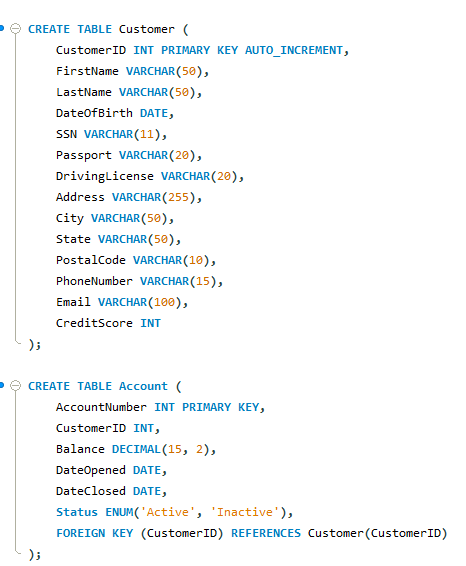 CREATE TABLE Customer (
CustomerID INT PRIMARY KEY AUTO_INCREMENT,
FirstName VARCHAR(50),
LastName VARCHAR(50),
DateOfBirth DATE,
SSN VARCHAR(11),
Passport VARCHAR(20),
DrivingLicense VARCHAR(20),
Address VARCHAR(255),
City VARCHAR(50),
State VARCHAR(50),
PostalCode VARCHAR(10),
PhoneNumber VARCHAR(15),
Email VARCHAR(100),
CreditScore INT
);
CREATE TABLE Account (
AccountNumber INT PRIMARY KEY,
CustomerID INT,
Balance DECIMAL(15, 2),
DateOpened DATE,
DateClosed DATE,
Status ENUM('Active', 'Inactive'),
FOREIGN KEY (CustomerID) REFERENCES Customer(CustomerID)
);